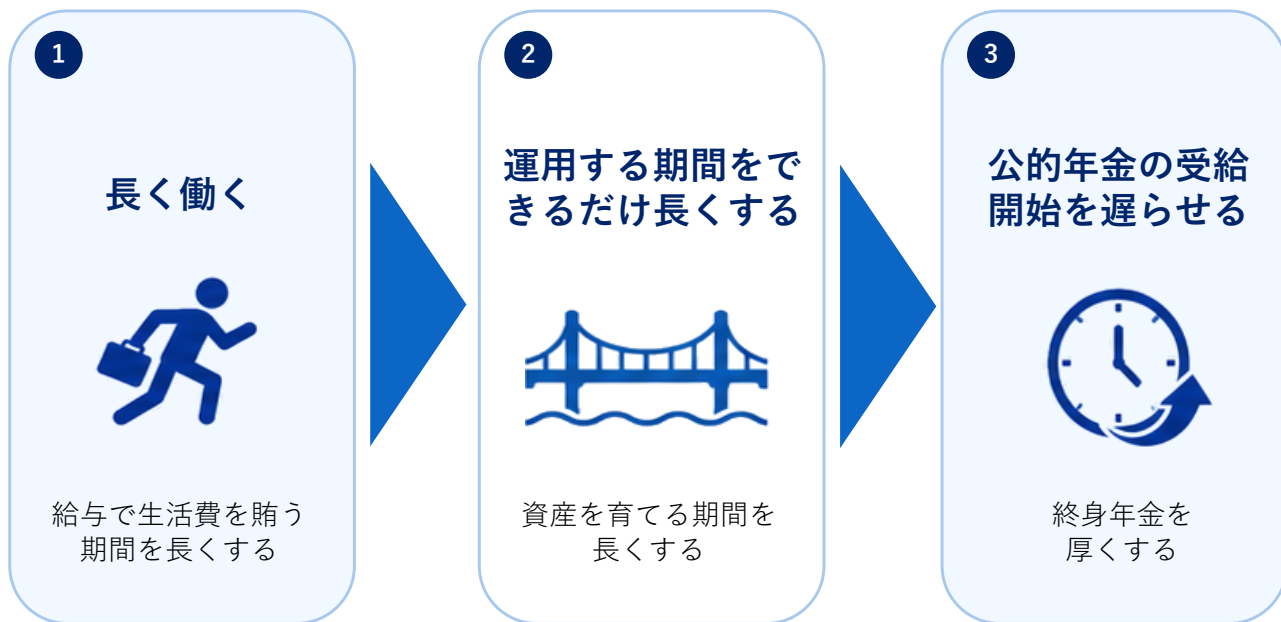 1
長く働く
給与で生活費を賄う
期間を長くする
2
運用する期間をで
きるだけ長くする
資産を育てる期間を
長くする
3
公的年金の受給
開始を遅らせる
終身年金を
厚くする